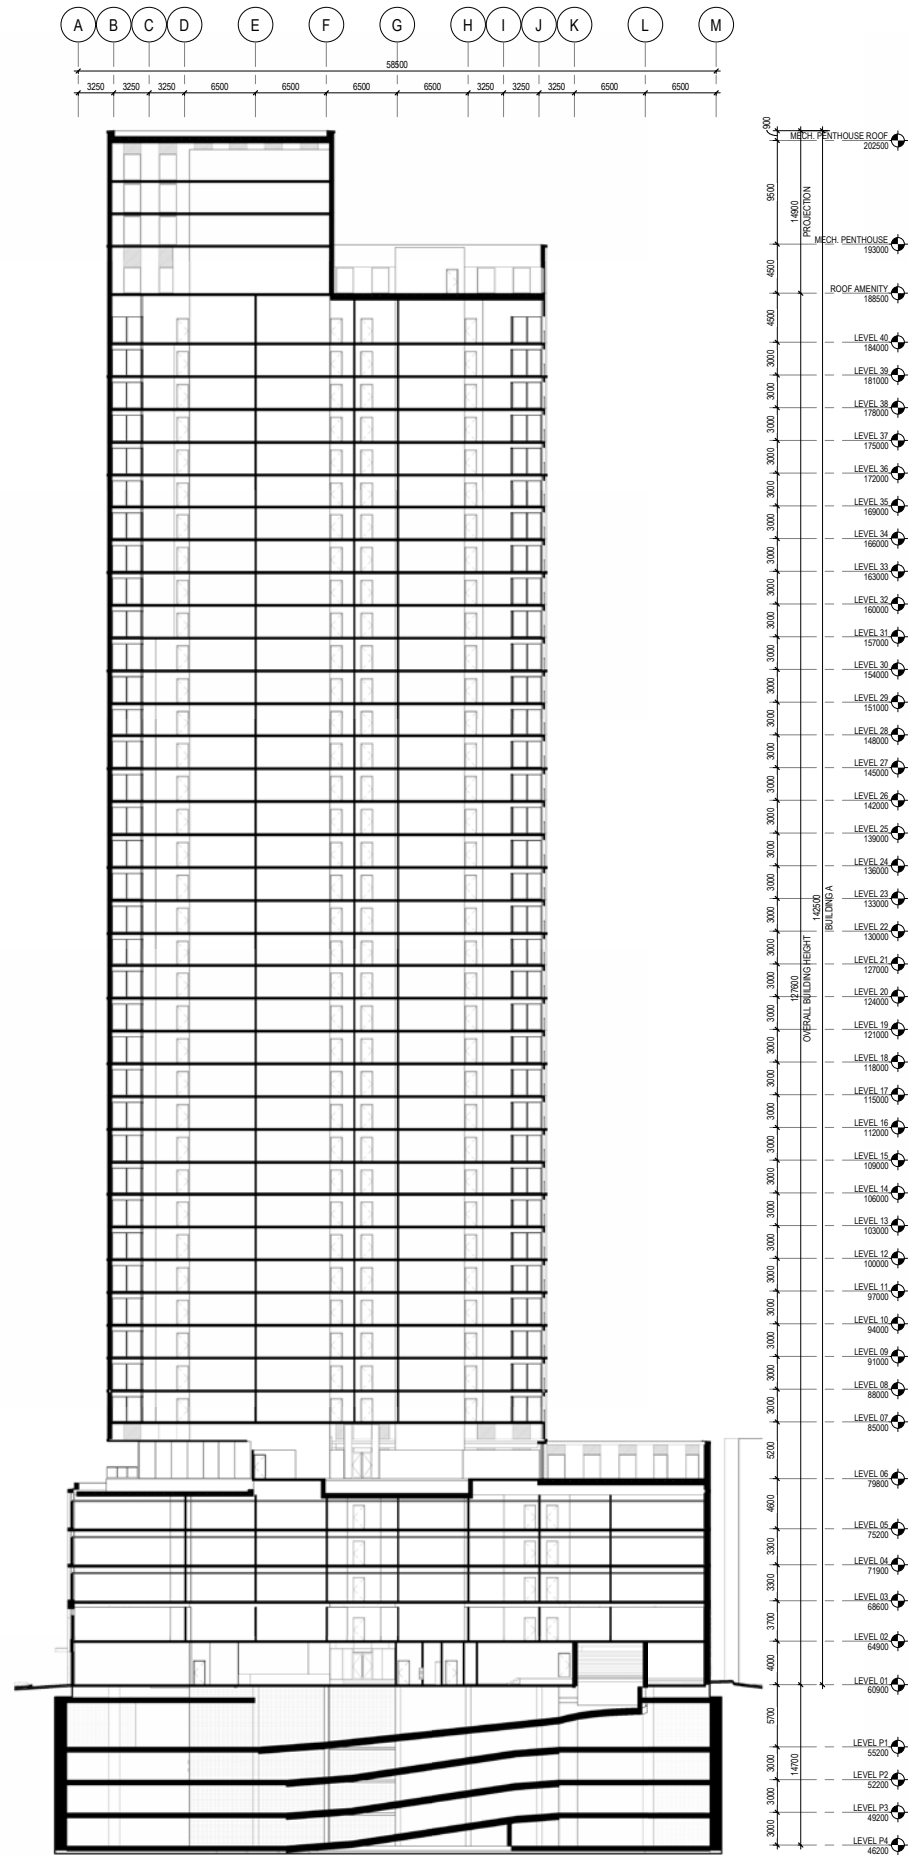 A B C D E F G H I J K L M
58500
3250 3250 3250 6500 6500 6500 6500 3250 3250 3250 6500 6500
900
MECH. PENTHOUSE ROOF
202500
9500
14900
PROJECTION
MECH. PENTHOUSE
193000
4500
ROOF AMENITY
188500
4500
LEVEL 40
184000
3000
LEVEL 39
181000
3000
LEVEL 38
178000
3000
LEVEL 37
175000
3000
LEVEL 36
172000
3000
LEVEL 35
169000
3000
LEVEL 34
166000
3000
LEVEL 33
163000
3000
LEVEL 32
160000
3000
LEVEL 31
157000
3000
LEVEL 30
154000
3000
LEVEL 29
151000
3000
LEVEL 28
148000
3000
LEVEL 27
145000
3000
LEVEL 26
142000
3000
LEVEL 25
139000
3000
LEVEL 24
136000
3000
LEVEL 23
133000
3000
142500
BUILDING A
LEVEL 22
130000
3000
LEVEL 21
127000
3000
127600
OVERALL BUILDING HEIGHT
LEVEL 20
124000
3000
LEVEL 19
121000
3000
LEVEL 18
118000
3000
LEVEL 17
115000
3000
LEVEL 16
112000
3000
LEVEL 15
109000
3000
LEVEL 14
106000
3000
LEVEL 13
103000
3000
LEVEL 12
100000
3000
LEVEL 11
97000
3000
LEVEL 10
94000
3000
LEVEL 09
91000
3000
LEVEL 08
88000
3000
LEVEL 07
85000
5200
LEVEL 06
79800
4600
LEVEL 05
75200
3300
LEVEL 04
71900
3300
LEVEL 03
68600
3700
LEVEL 02
64900
4000
LEVEL 01
60900
5700
LEVEL P1
55200
3000
14700
LEVEL P2
52200
3000
LEVEL P3
49200
3000
LEVEL P4
46200